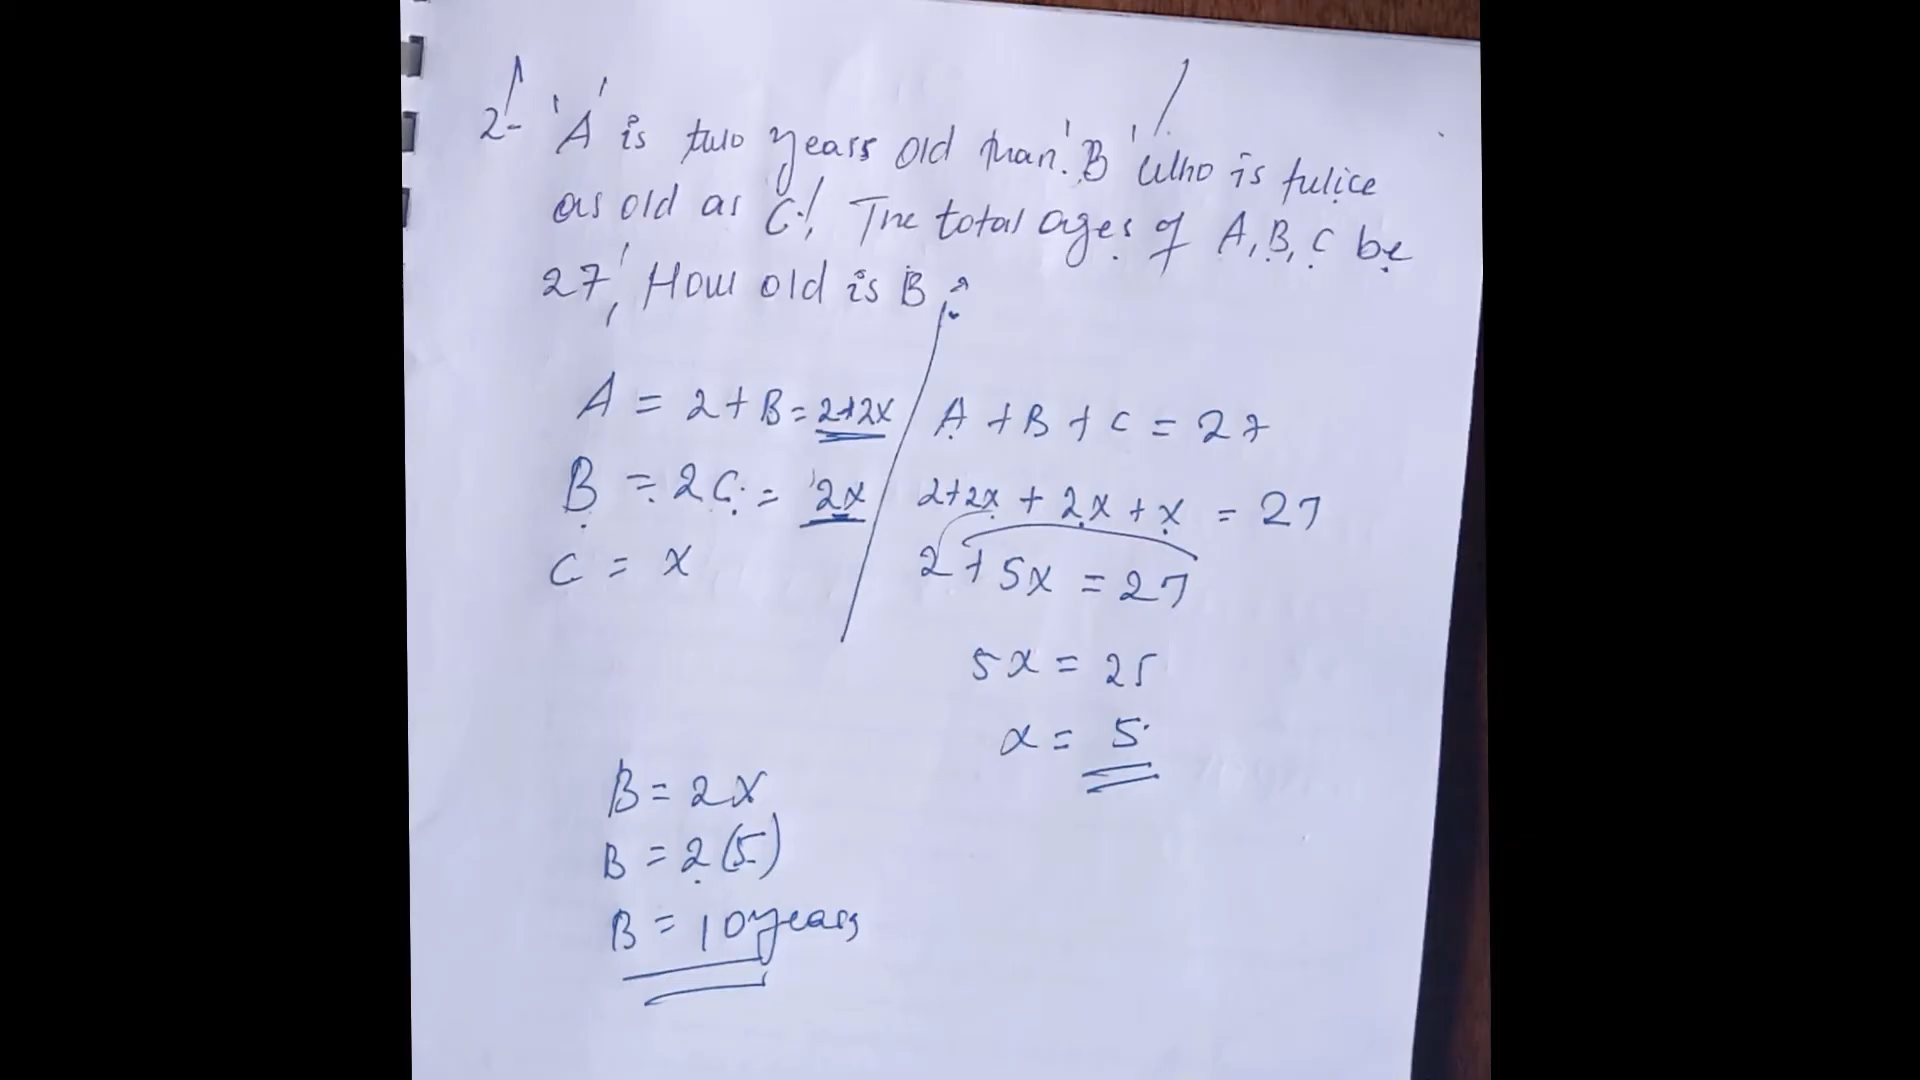 2- 'A' is two years old than 'B' who is twice
as old as 'C'. The total ages of A, B, C be
27, How old is B?
A = 2 + B = 2+2x
B = 2C = 2x
C = x
A + B + C = 27
2+2x + 2x + x = 27
2 + 5x = 27
5x = 25
x = 5
B = 2x
B = 2(5)
B = 10 years